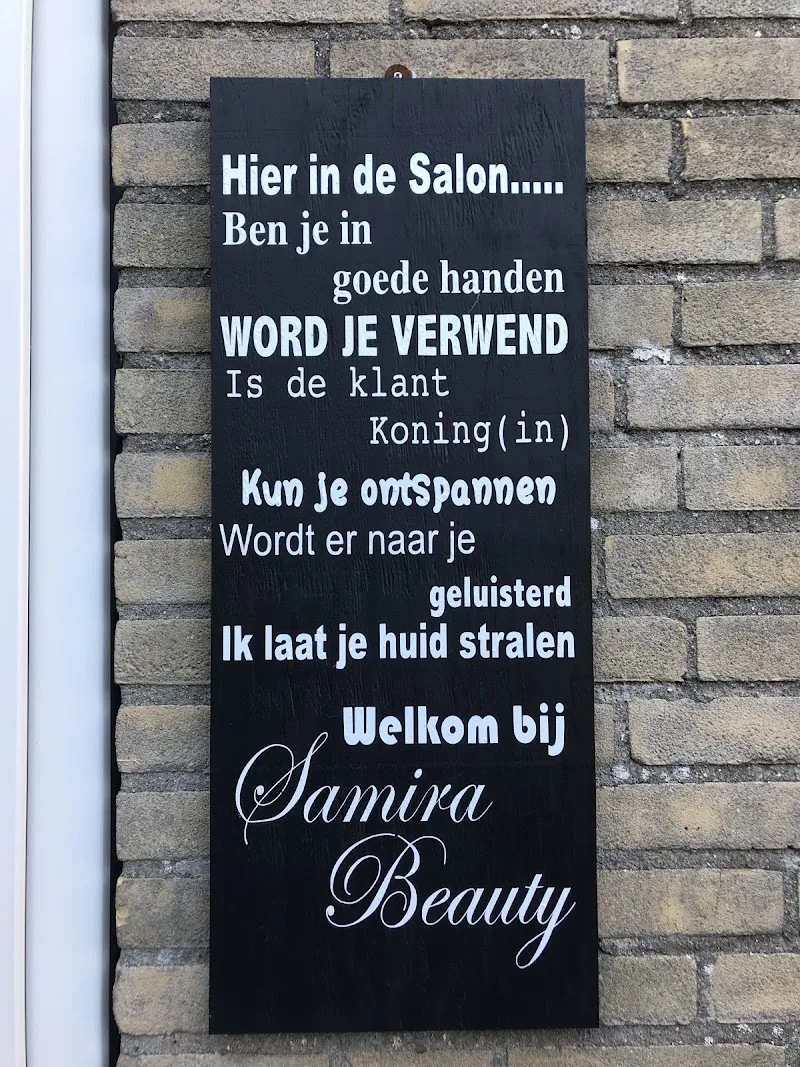 Hier in de Salon.....
Ben je in
goede handen
WORD JE VERWEND
Is de klant
Koning(in)
Kun je ontspannen
Wordt er naar je
geluisterd
Ik laat je huid stralen
Welkom bij
Samira
Beauty